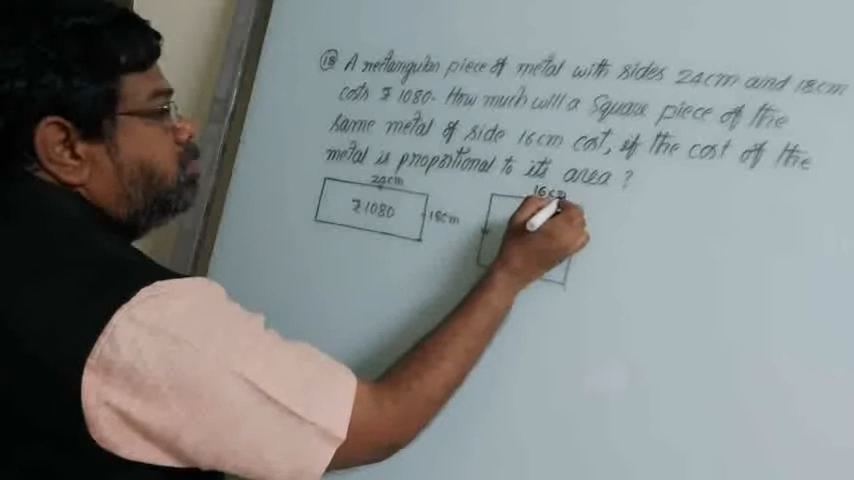 (18) A rectangular piece of metal with sides 24cm and 18cm
costs ₹1080. How much will a Square piece of the
same metal of side 16cm cost, if the cost of the
metal is proportional to its area?
24cm
16cm
₹1080
18cm